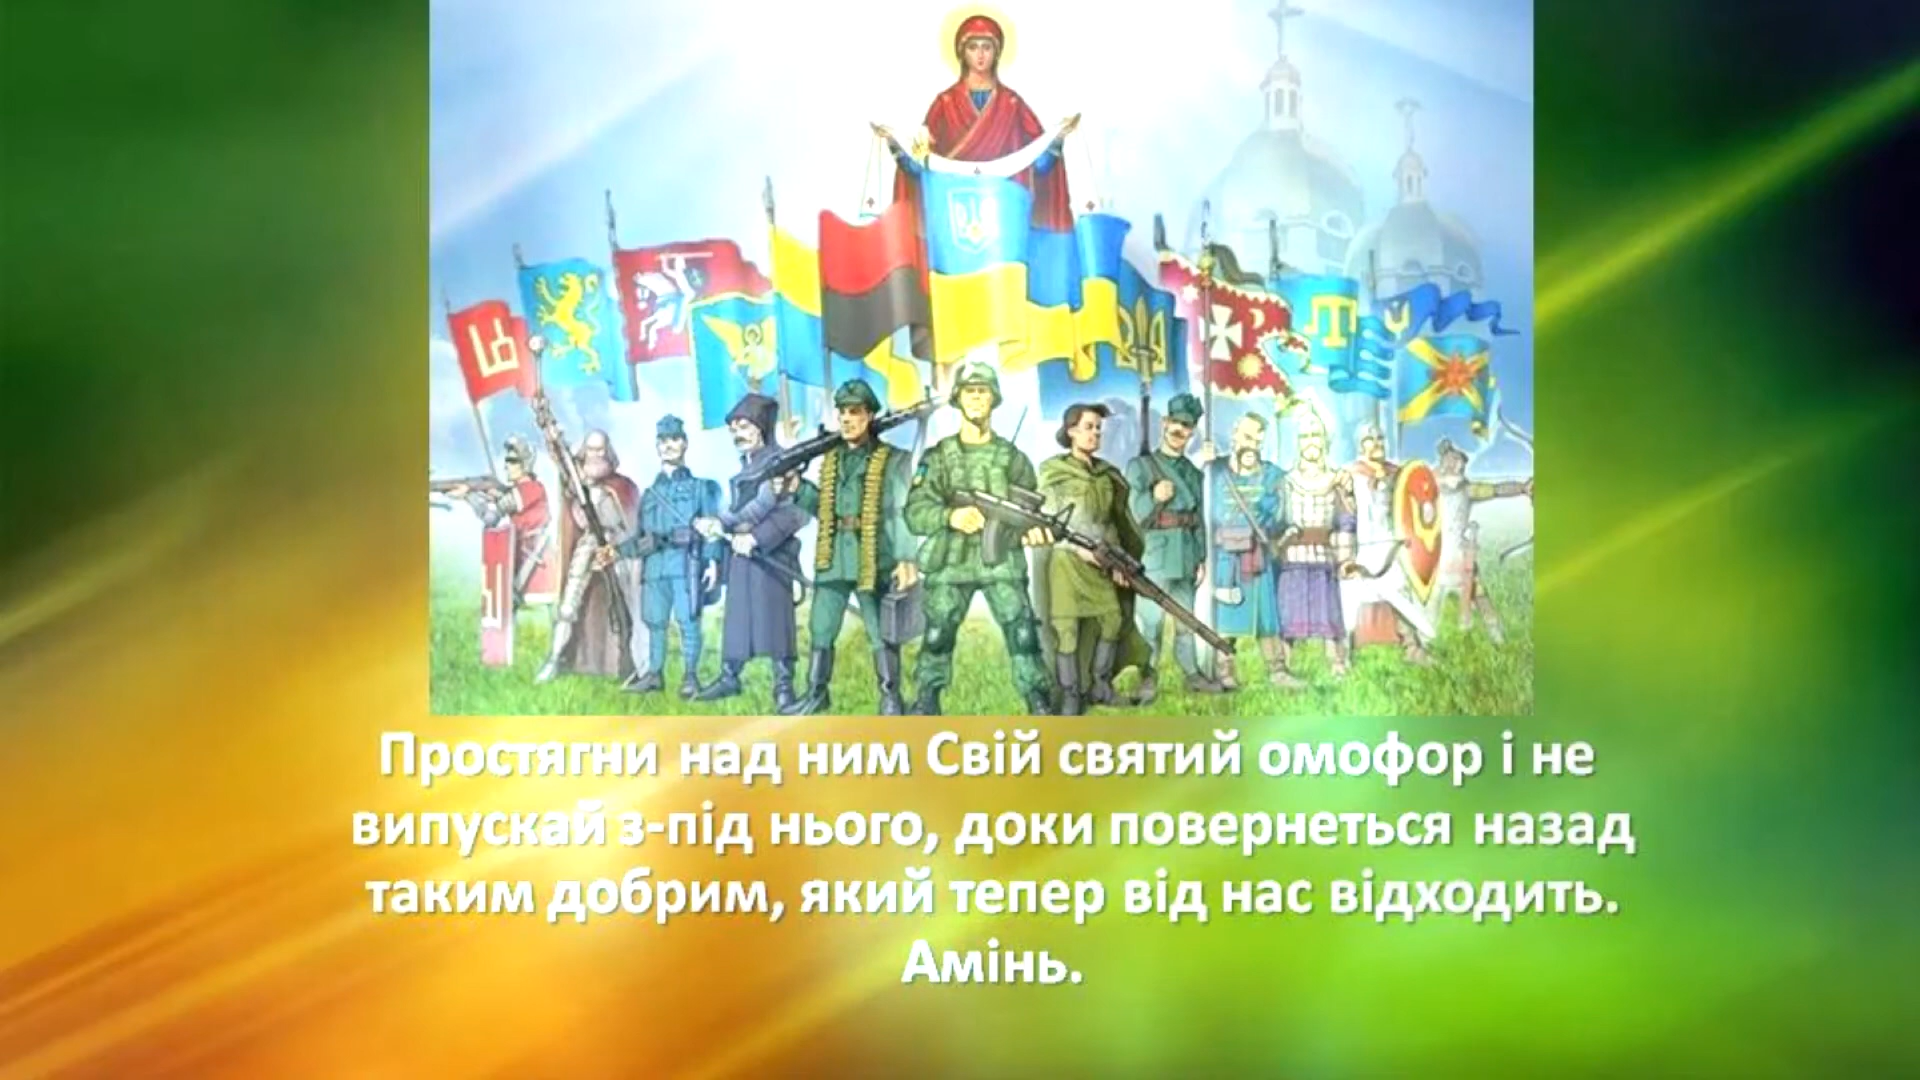 Простягни над ним Свій святий омофор і не
випускай з-під нього, доки повернеться назад
таким добрим, який тепер від нас відходить.
Амінь.